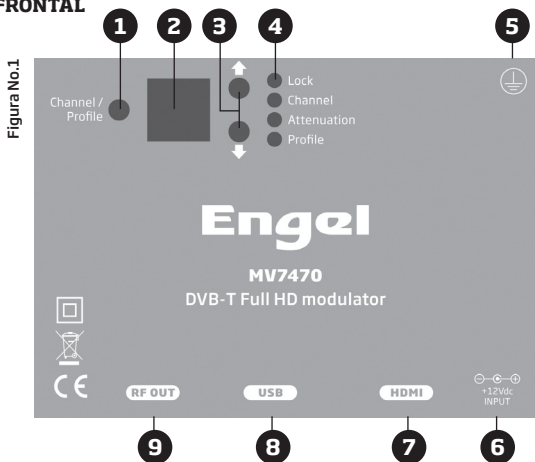 FRONTAL
1 2 3 4 5
Figura No.1
Channel /
Profile
Lock
Channel
Attenuation
Profile
Engel
MV7470
DVB-T Full HD modulator
CE
RF OUT
USB
HDMI
+12Vdc
INPUT
9 8 7 6